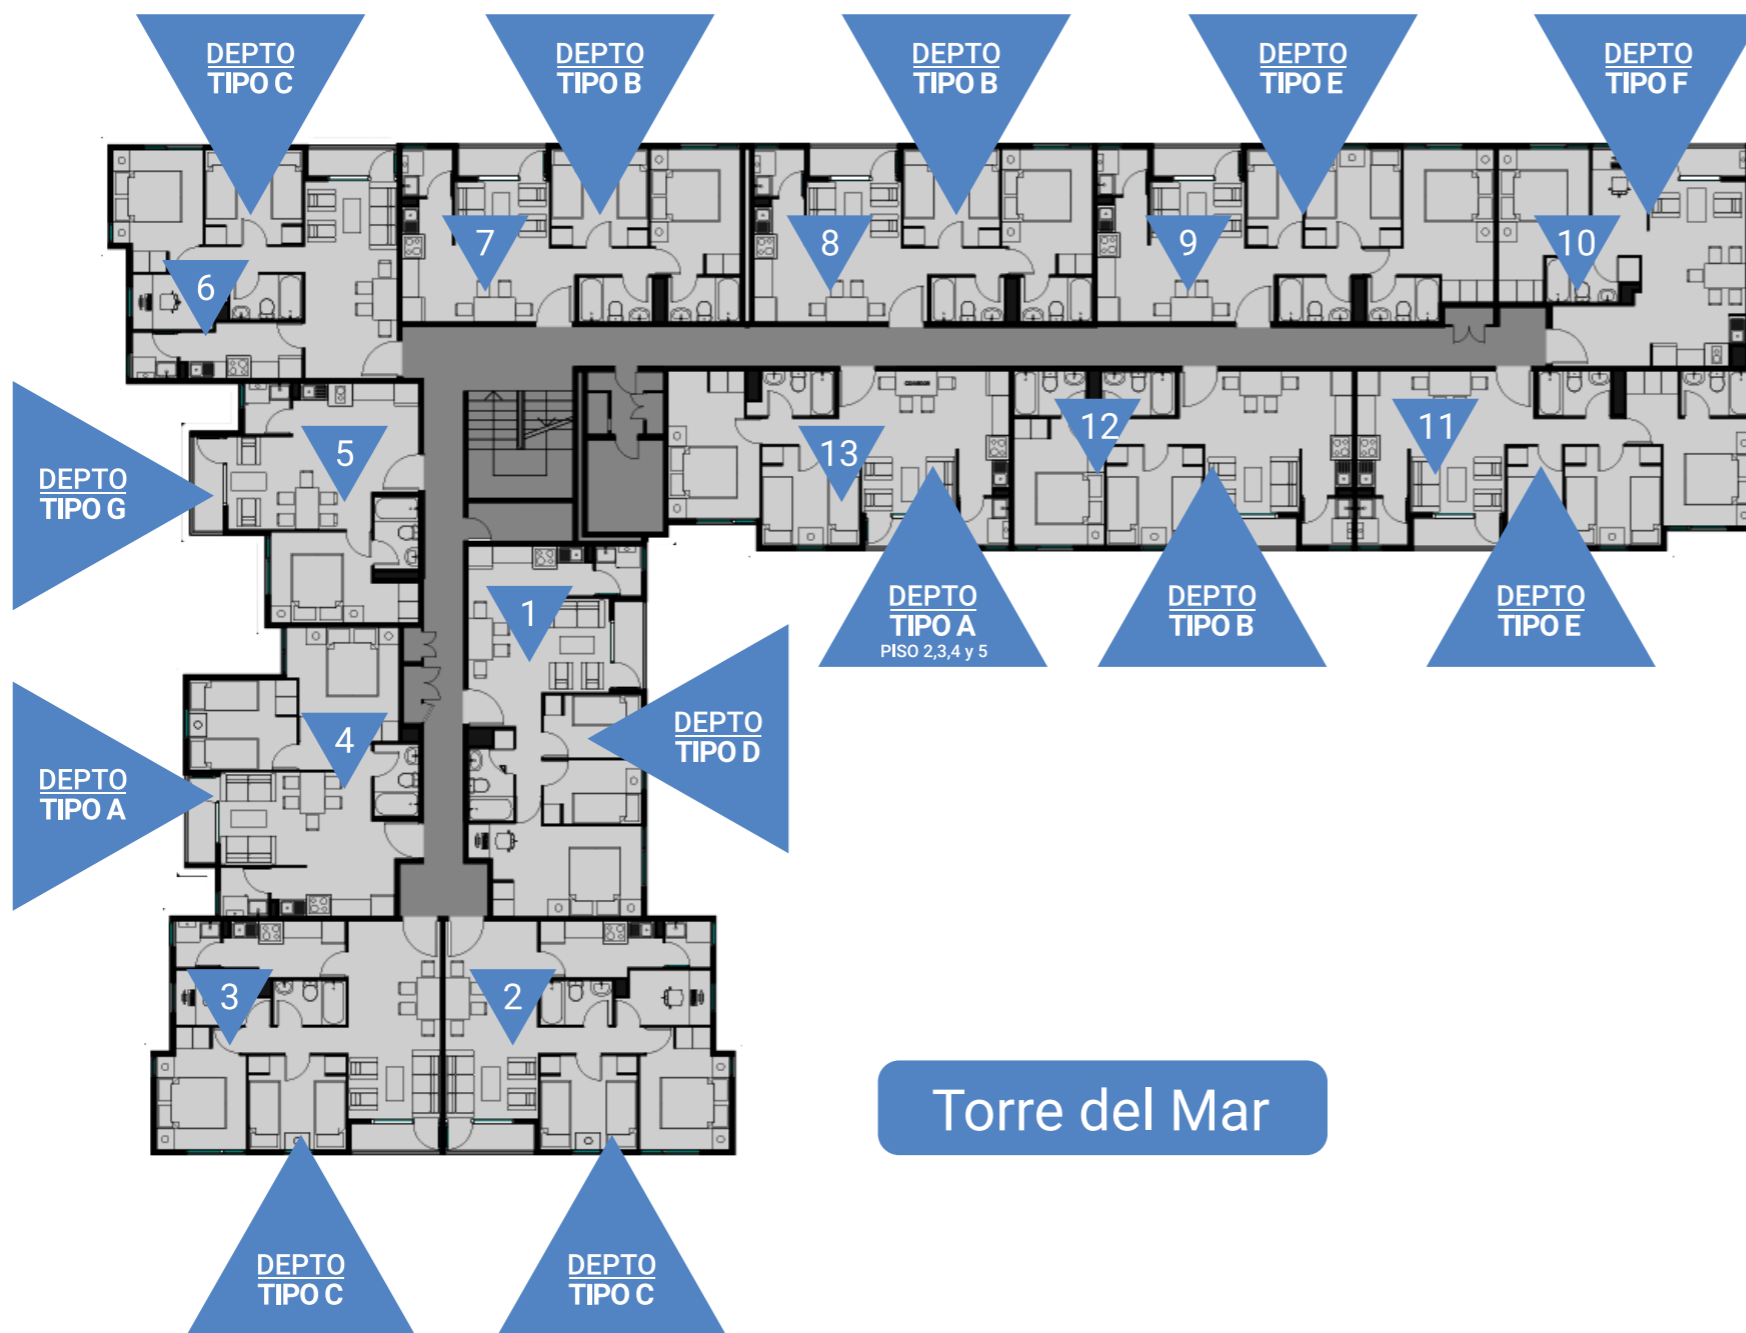 DEPTO
TIPO C
DEPTO
TIPO B
DEPTO
TIPO B
DEPTO
TIPO E
DEPTO
TIPO F
6
7
8
9
10
DEPTO
TIPO G
5
13
12
11
1
DEPTO
TIPO A
PISO 2,3,4 y 5
DEPTO
TIPO B
DEPTO
TIPO E
DEPTO
TIPO A
4
DEPTO
TIPO D
3
2
Torre del Mar
DEPTO
TIPO C
DEPTO
TIPO C